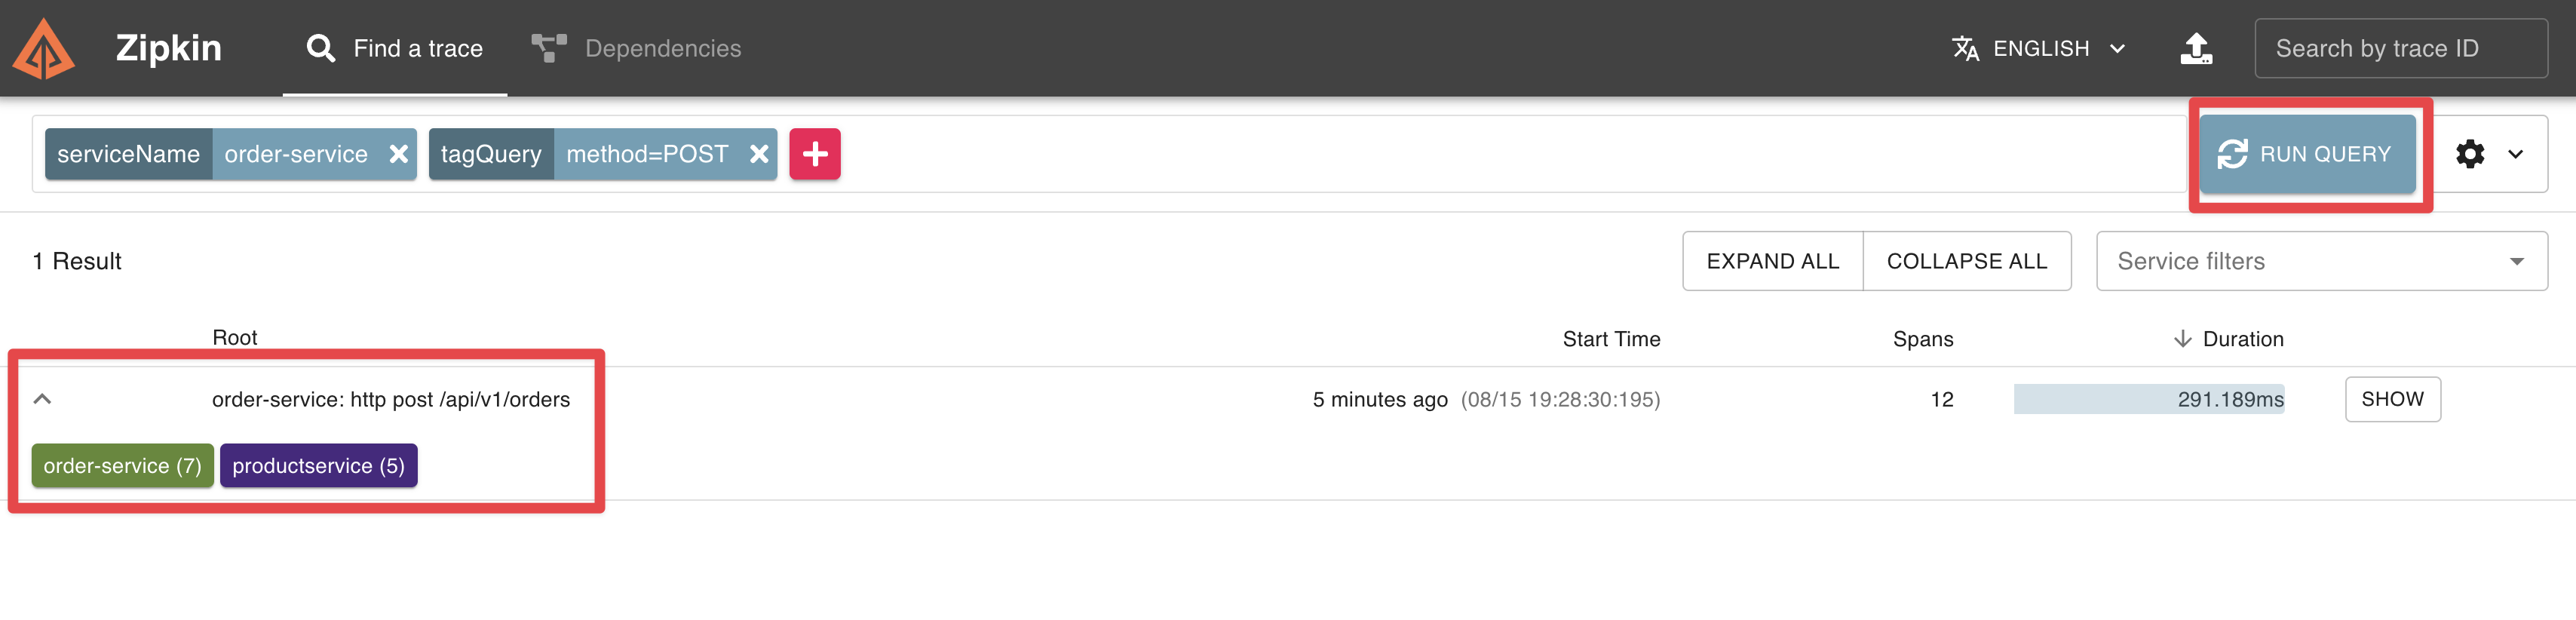 Zipkin Find a trace Dependencies ENGLISH Search by trace ID
serviceName order-service tagQuery method=POST RUN QUERY
1 Result EXPAND ALL COLLAPSE ALL Service filters
Root Start Time Spans Duration
order-service: http post /api/v1/orders 5 minutes ago (08/15 19:28:30:195) 12 291.189ms SHOW
order-service (7) productservice (5)